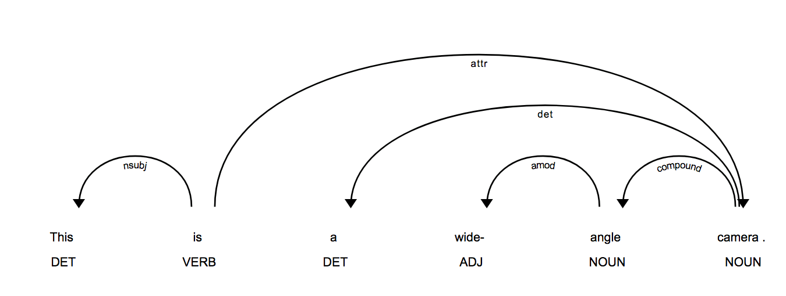 attr
det
nsubj
amod
compound
This is a wide- angle camera .
DET VERB DET ADJ NOUN NOUN